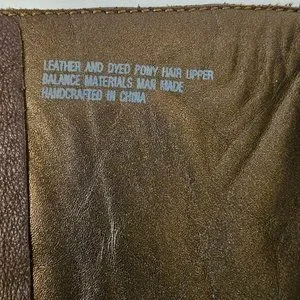 LEATHER AND DYED PONY HAIR UPPER
BALANCE MATERIALS MAN MADE
HANDCRAFTED IN CHINA